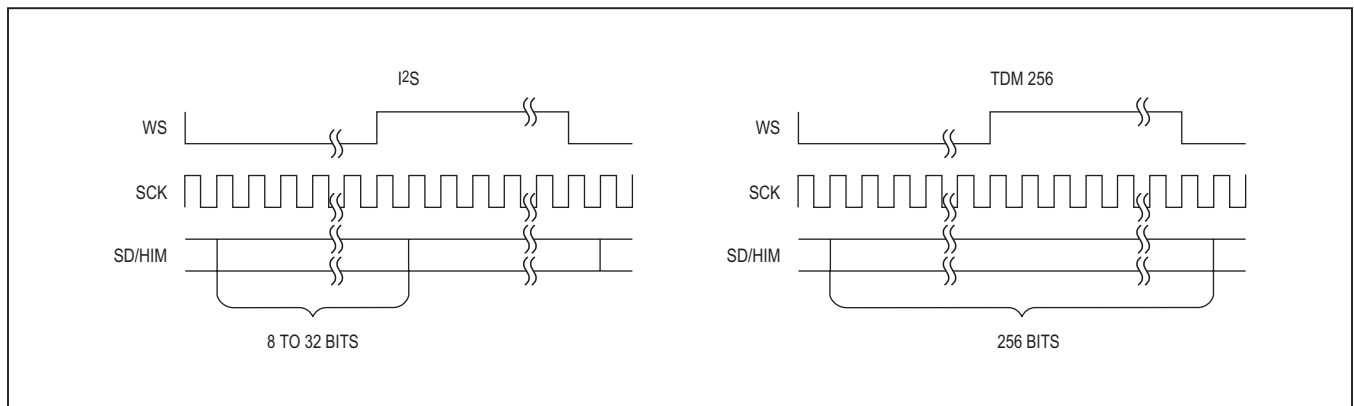 I2S
WS
SCK
SD/HIM
8 TO 32 BITS
TDM 256
WS
SCK
SD/HIM
256 BITS